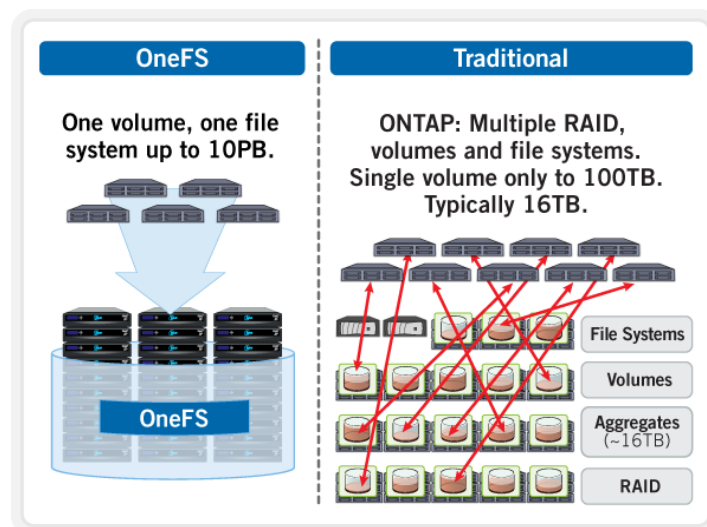 OneFS
One volume, one file
system up to 10PB.
OneFS
Traditional
ONTAP: Multiple RAID,
volumes and file systems.
Single volume only to 100TB.
Typically 16TB.
File Systems
Volumes
Aggregates
(~16TB)
RAID